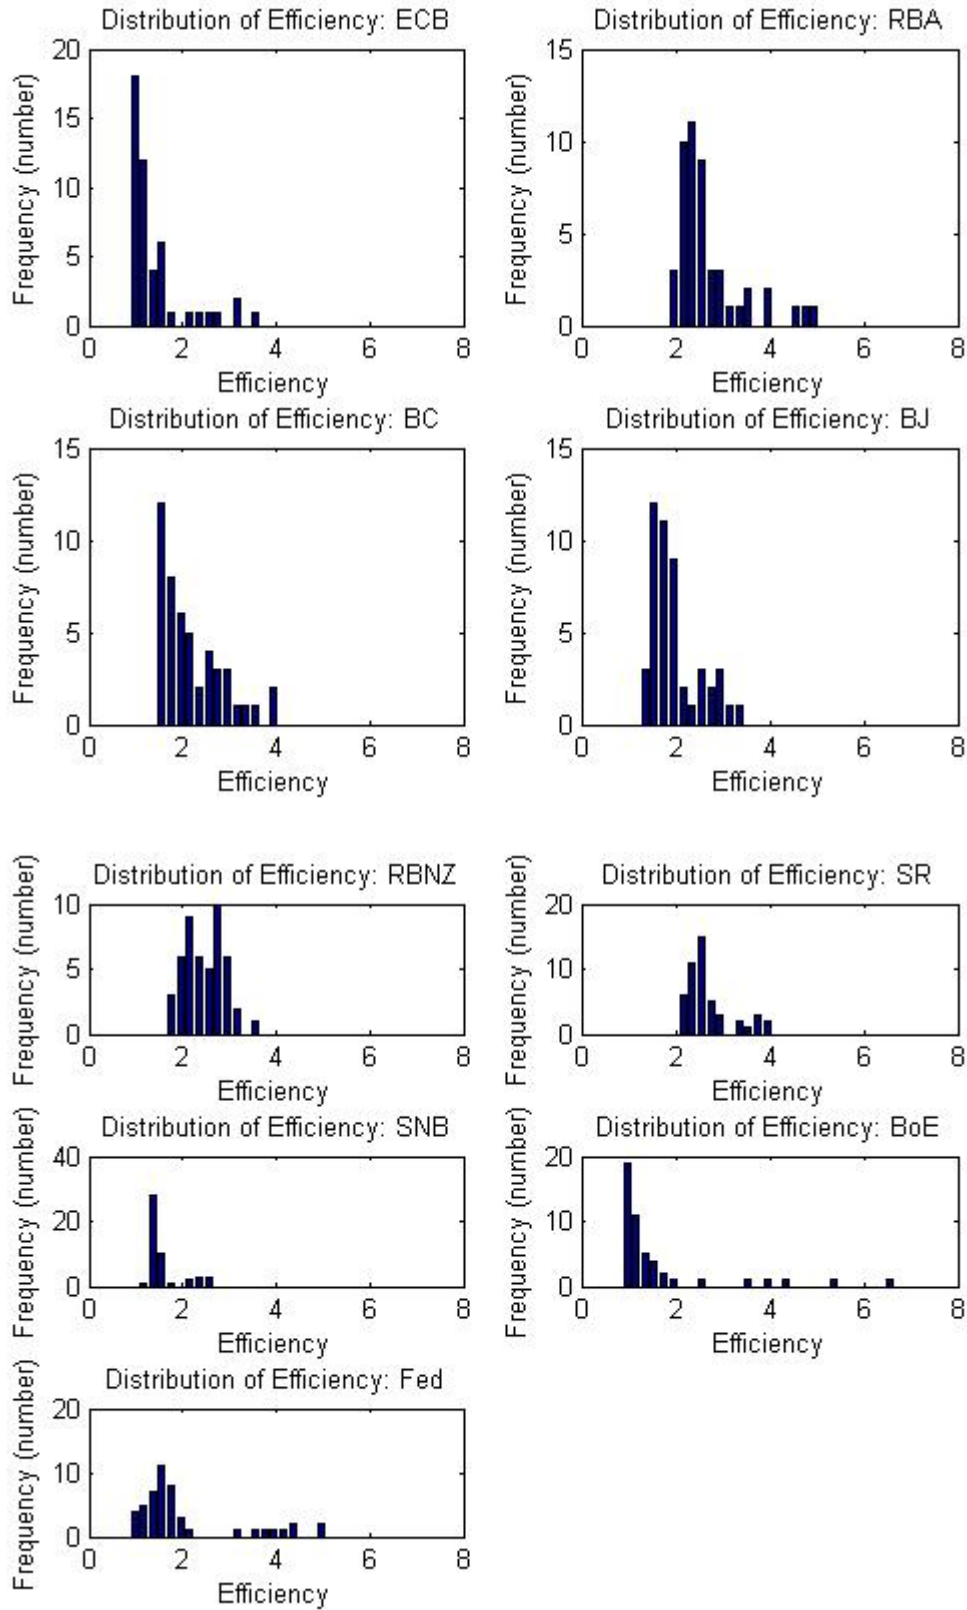 Distribution of Efficiency: ECB
Frequency (number)
20
15
10
5
0
0 2 4 6 8
Efficiency
Distribution of Efficiency: RBA
Frequency (number)
15
10
5
0
0 2 4 6 8
Efficiency
Distribution of Efficiency: BC
Frequency (number)
15
10
5
0
0 2 4 6 8
Efficiency
Distribution of Efficiency: BJ
Frequency (number)
15
10
5
0
0 2 4 6 8
Efficiency
Distribution of Efficiency: RBNZ
Frequency (number)
10
5
0
0 2 4 6 8
Efficiency
Distribution of Efficiency: SR
Frequency (number)
20
10
0
0 2 4 6 8
Efficiency
Distribution of Efficiency: SNB
Frequency (number)
40
20
0
0 2 4 6 8
Efficiency
Distribution of Efficiency: BoE
Frequency (number)
20
10
0
0 2 4 6 8
Efficiency
Distribution of Efficiency: Fed
Frequency (number)
20
10
0
0 2 4 6 8
Efficiency